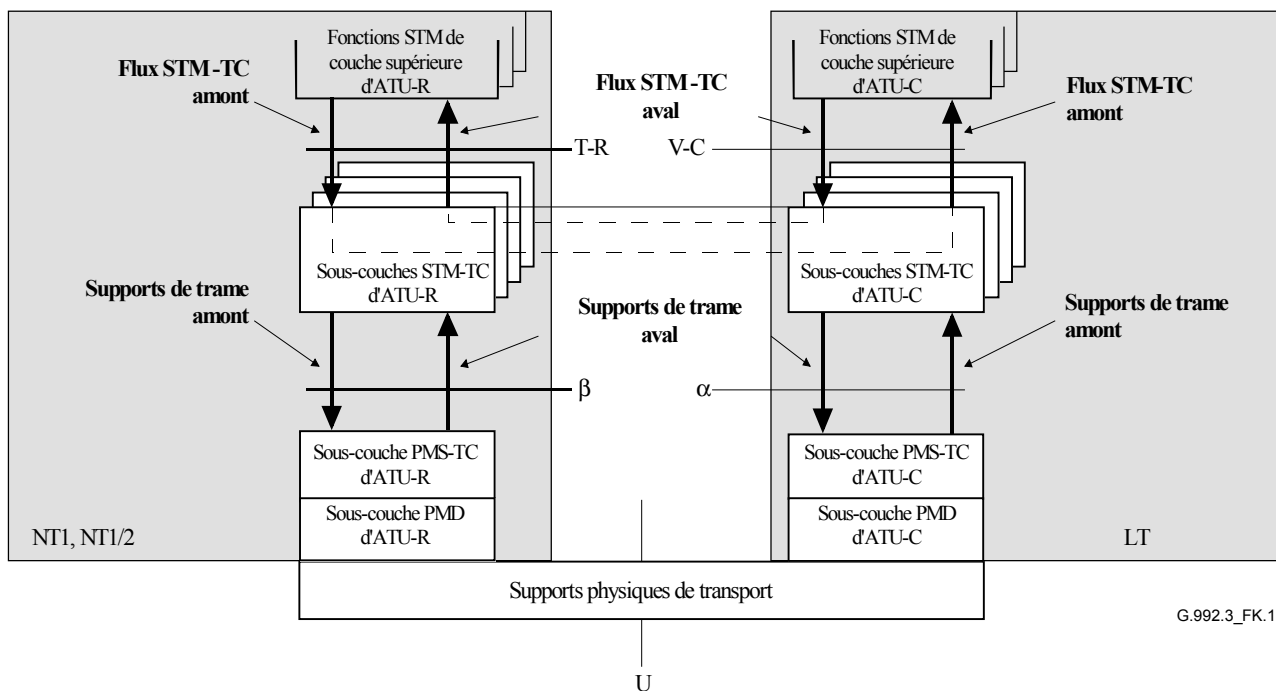 Fonctions STM de
couche supérieure
d'ATU-R
Fonctions STM de
couche supérieure
d'ATU-C
Flux STM -TC
amont
Flux STM -TC
aval
Flux STM-TC
amont
T-R
V-C
Sous-couches STM-TC
d'ATU-R
Sous-couches STM-TC
d'ATU-C
Supports de trame
amont
Supports de trame
aval
Supports de trame
amont
β
α
Sous-couche PMS-TC
d'ATU-R
Sous-couche PMS-TC
d'ATU-C
Sous-couche PMD
d'ATU-R
Sous-couche PMD
d'ATU-C
NT1, NT1/2
LT
Supports physiques de transport
G.992.3_FK.1
U